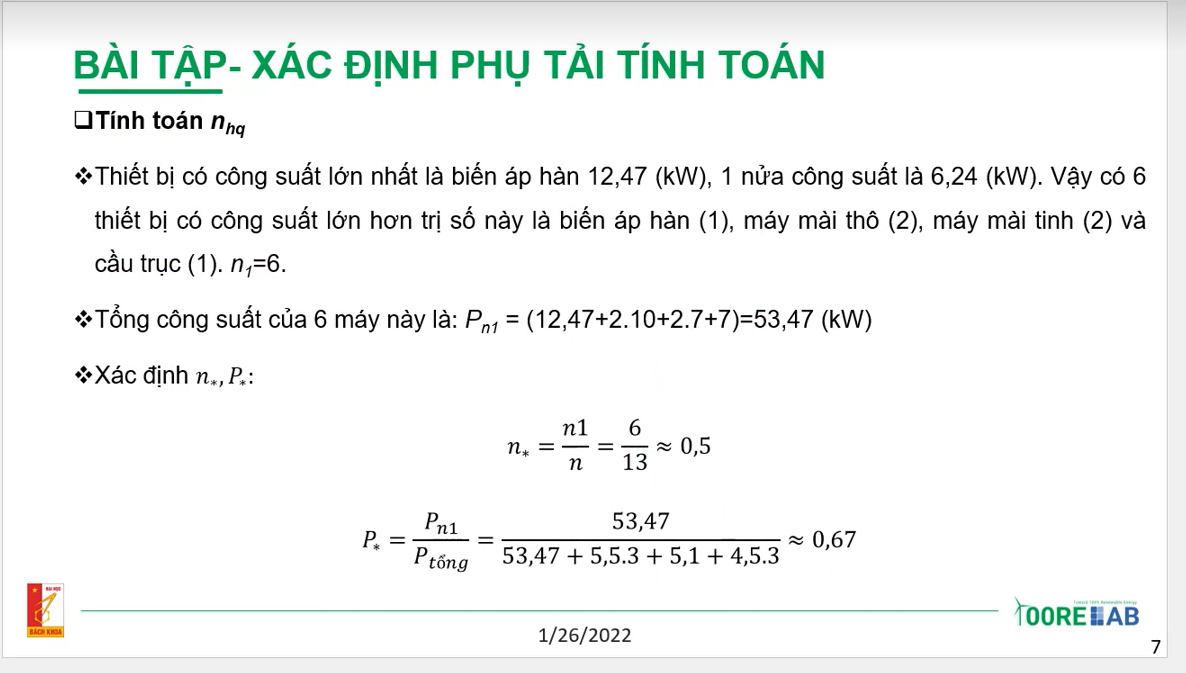 BÀI TẬP- XÁC ĐỊNH PHỤ TẢI TÍNH TOÁN
❑Tính toán nhq
❖Thiết bị có công suất lớn nhất là biến áp hàn 12,47 (kW), 1 nửa công suất là 6,24 (kW). Vậy có 6
thiết bị có công suất lớn hơn trị số này là biến áp hàn (1), máy mài thô (2), máy mài tinh (2) và
cầu trục (1). n1=6.
❖Tổng công suất của 6 máy này là: Pn1 = (12,47+2.10+2.7+7)=53,47 (kW)
❖Xác định n*, P*:
n* = n1/n = 6/13 ≈ 0,5
P* = Pn1/Ptổng = 53,47/(53,47 + 5,5.3 + 5,1 + 4,5.3) ≈ 0,67
ĐẠI HỌC
BÁCH KHOA
Toward 100% Renewable Energy
TOORELAB
1/26/2022
7